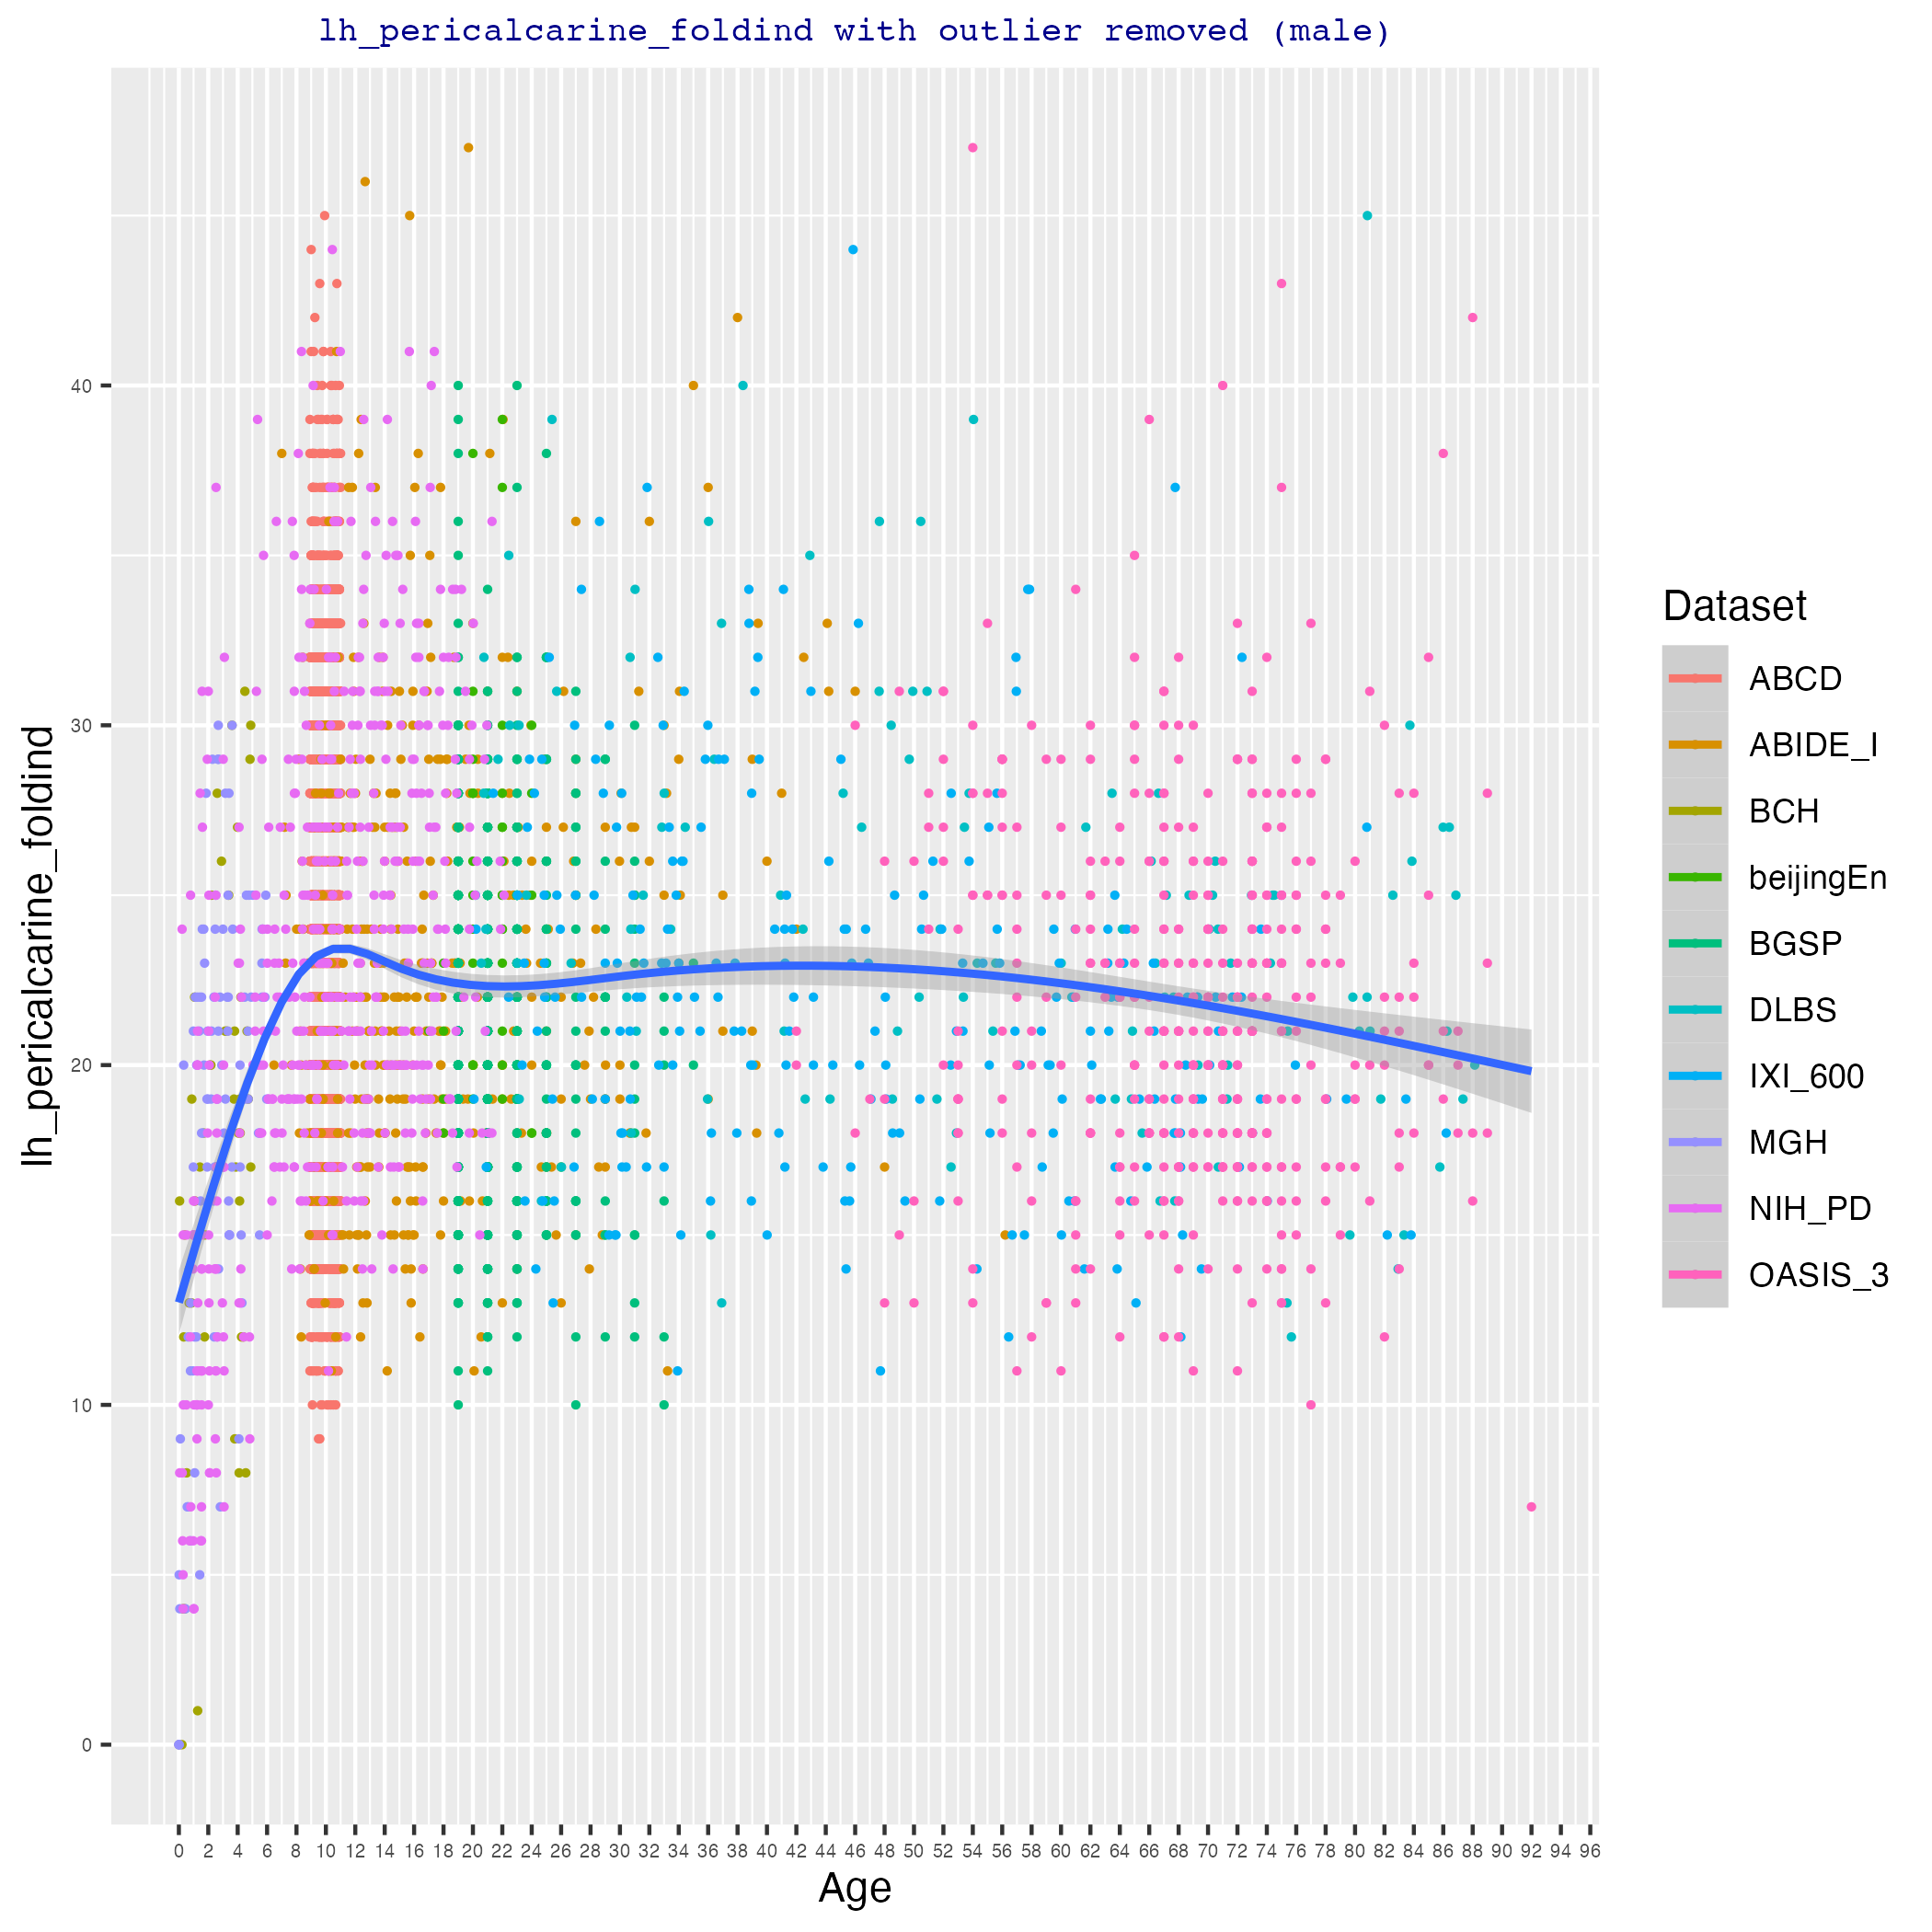 lh_pericalcarine_foldind with outlier removed (male)
lh_pericalcarine_foldind
40
30
20
10
0
0 2 4 6 8 10 12 14 16 18 20 22 24 26 28 30 32 34 36 38 40 42 44 46 48 50 52 54 56 58 60 62 64 66 68 70 72 74 76 78 80 82 84 86 88 90 92 94 96
Age
Dataset
ABCD
ABIDE_I
BCH
beijingEn
BGSP
DLBS
IXI_600
MGH
NIH_PD
OASIS_3